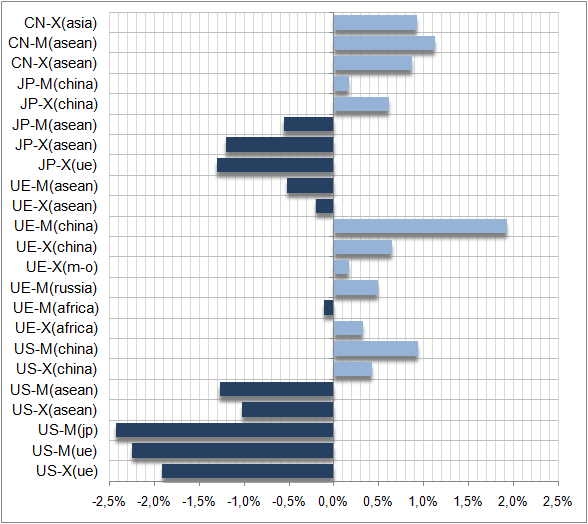 CN-X(asia)
CN-M(asean)
CN-X(asean)
JP-M(china)
JP-X(china)
JP-M(asean)
JP-X(asean)
JP-X(ue)
UE-M(asean)
UE-X(asean)
UE-M(china)
UE-X(china)
UE-X(m-o)
UE-M(russia)
UE-M(africa)
UE-X(africa)
US-M(china)
US-X(china)
US-M(asean)
US-X(asean)
US-M(jp)
US-M(ue)
US-X(ue)
-2,5% -2,0% -1,5% -1,0% -0,5% 0,0% 0,5% 1,0% 1,5% 2,0% 2,5%